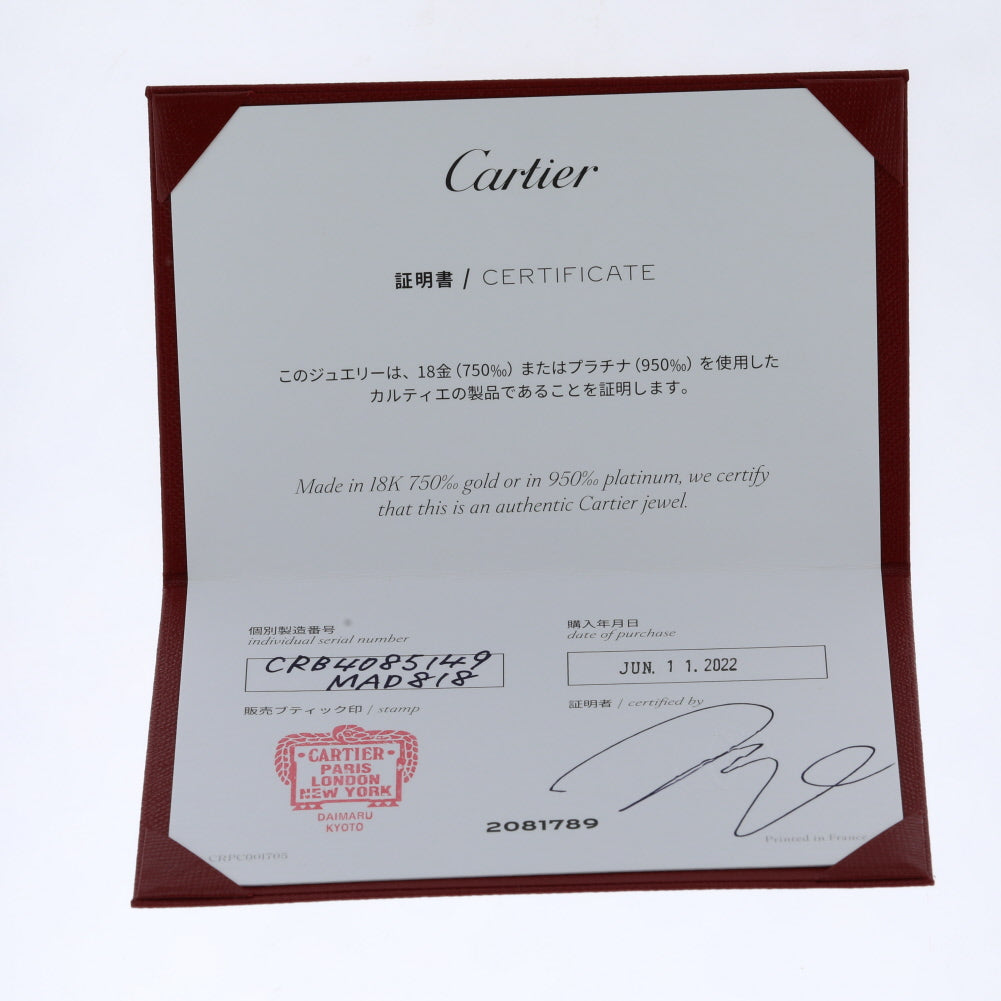 Cartier
証明書 / CERTIFICATE
このジュエリーは、18金(750‰) またはプラチナ(950‰) を使用した
カルティエの製品であることを証明します。
Made in 18K 750‰ gold or in 950‰ platinum, we certify
that this is an authentic Cartier jewel.
個別製造番号
individual serial number
CRB4085149
MAD818
購入年月日
date of purchase
JUN. 11. 2022
販売ブティック印 / stamp
証明者 / certified by
CARTIER
PARIS
LONDON
NEW YORK
DAIMARU
KYOTO
2081789
Printed in France
CRPC001705